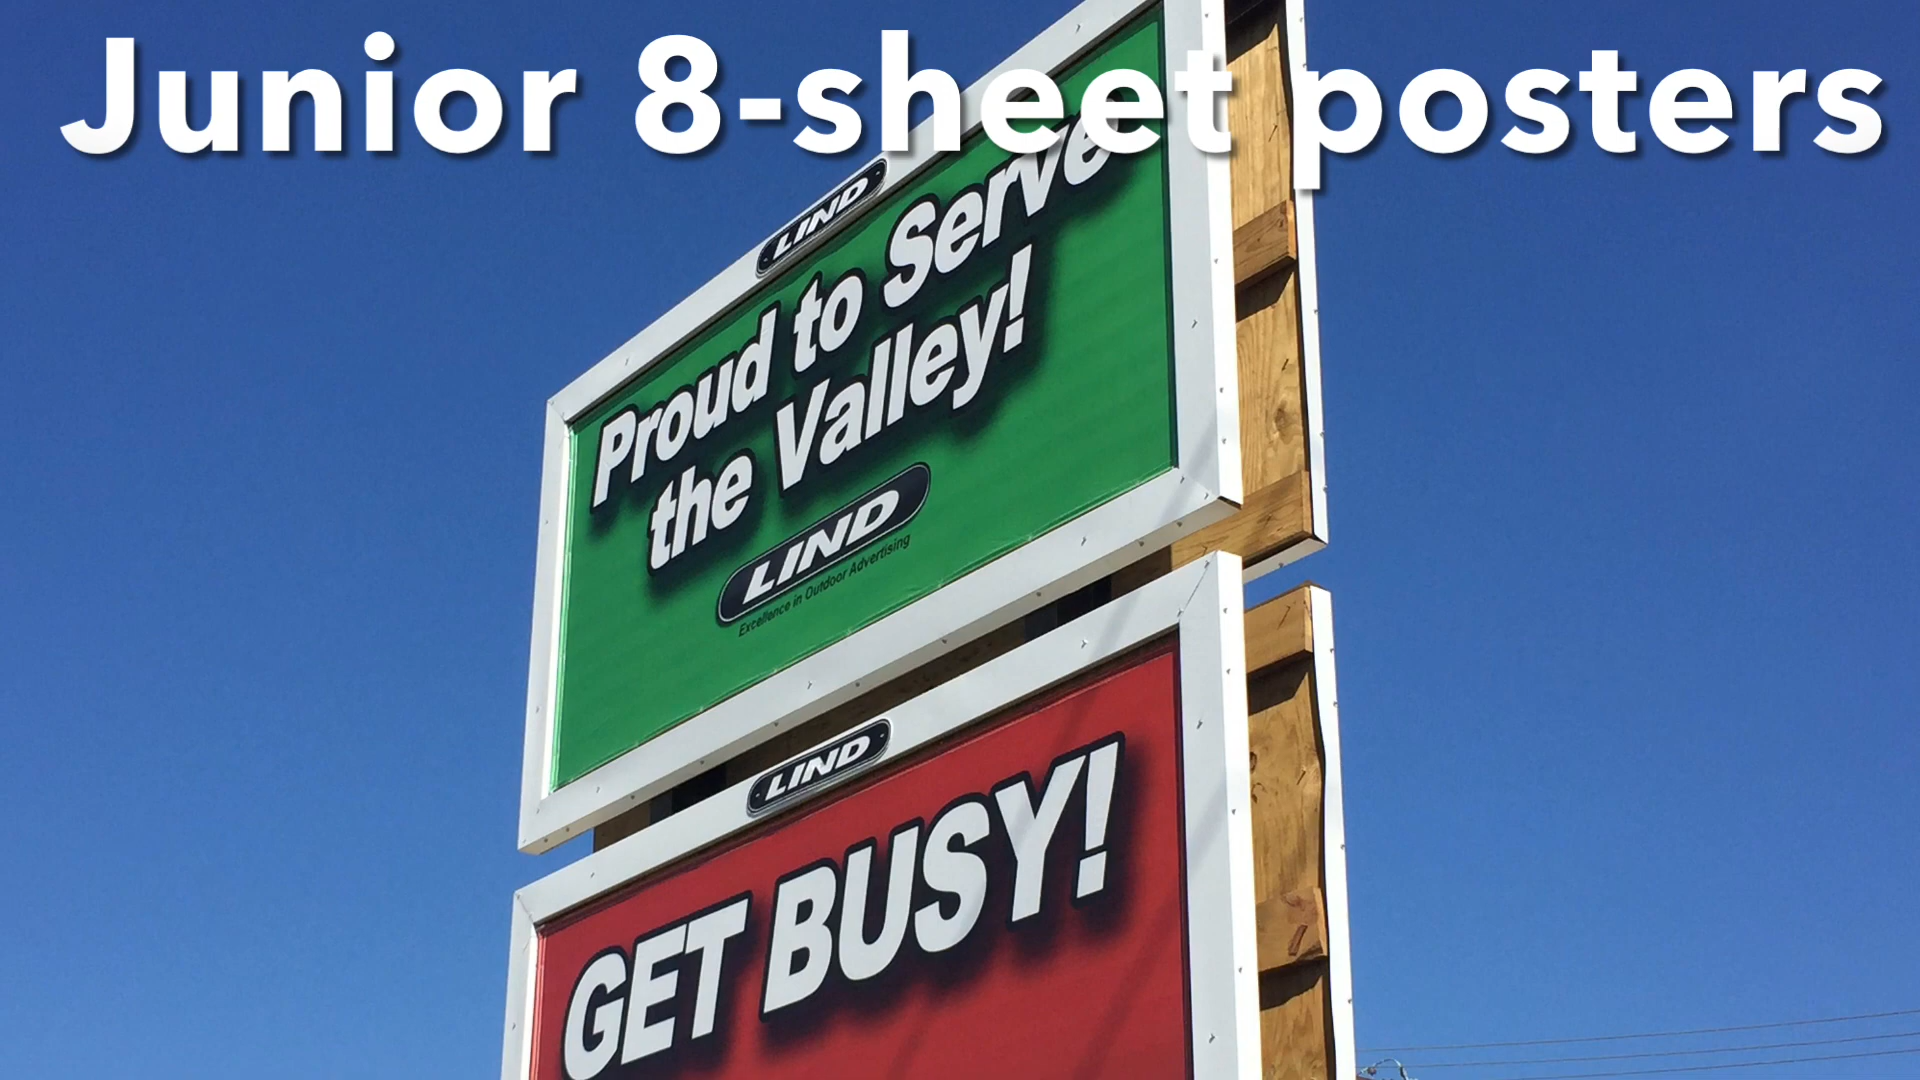 Junior 8-sheet posters
LIND
Proud to Serve
the Valley!
LIND
Excellence in Outdoor Advertising
LIND
GET BUSY!